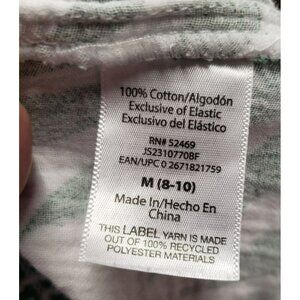 100% Cotton/Algodón
Exclusive of Elastic
Exclusivo del Elástico
RN# 52469
JS2310770BF
EAN/UPC 0 2671821759
M (8-10)
Made In/Hecho En
China
THIS LABEL YARN IS MADE
OUT OF 100% RECYCLED
POLYESTER MATERIALS